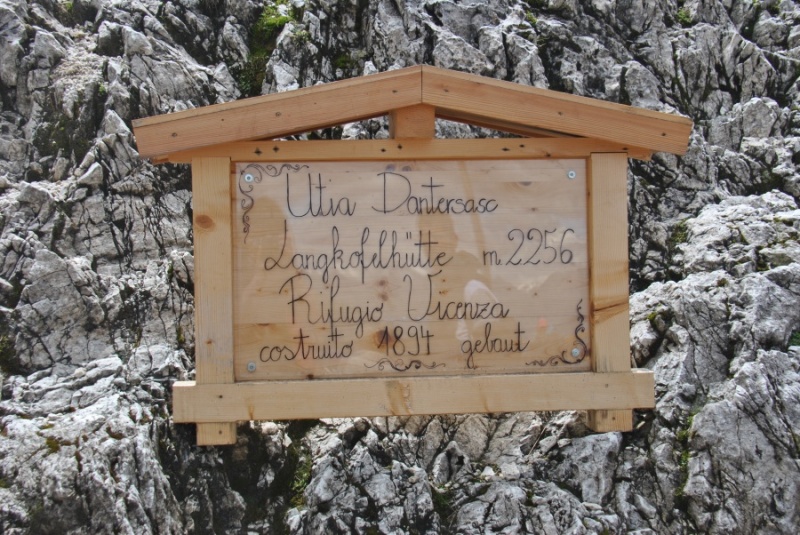 Utia Dantersasc
Langkofelhütte m.2256
Rifugio Vicenza
costruito 1894 gebaut